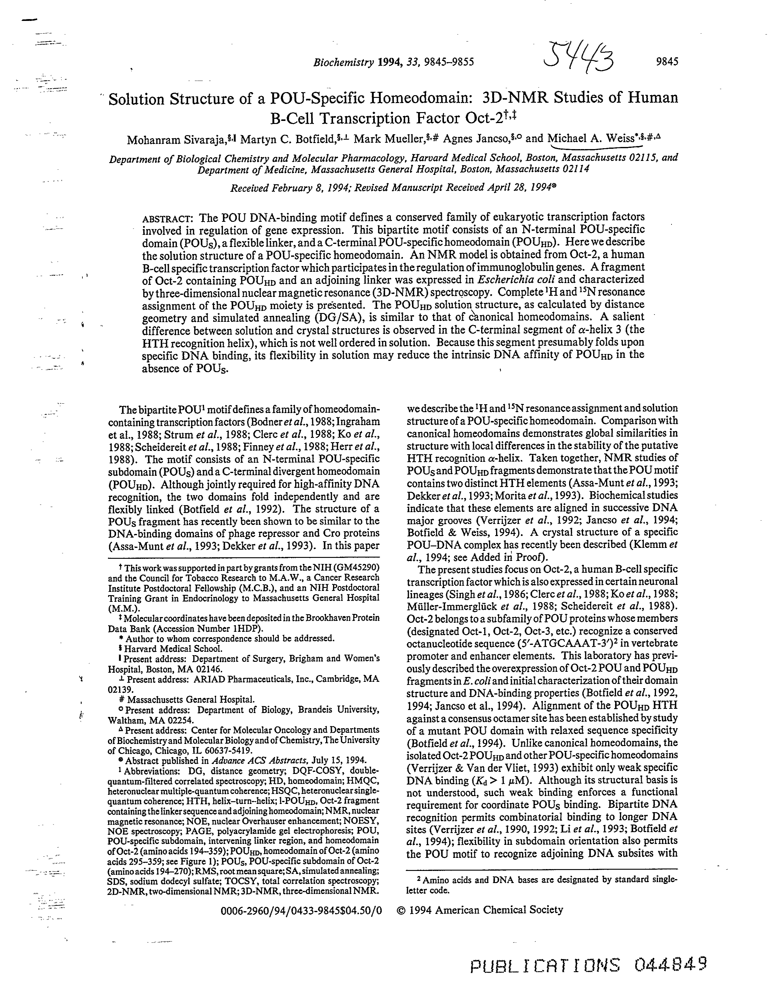 Biochemistry 1994, 33, 9845–9855
5443
9845
Solution Structure of a POU-Specific Homeodomain: 3D-NMR Studies of Human
B-Cell Transcription Factor Oct-2†,‡
Mohanram Sivaraja,§,‖ Martyn C. Botfield,§,⊥ Mark Mueller,§,# Agnes Jancso,§,○ and Michael A. Weiss*,§,#,△
Department of Biological Chemistry and Molecular Pharmacology, Harvard Medical School, Boston, Massachusetts 02115, and
Department of Medicine, Massachusetts General Hospital, Boston, Massachusetts 02114
Received February 8, 1994; Revised Manuscript Received April 28, 1994⊗
ABSTRACT: The POU DNA-binding motif defines a conserved family of eukaryotic transcription factors
involved in regulation of gene expression. This bipartite motif consists of an N-terminal POU-specific
domain (POUS), a flexible linker, and a C-terminal POU-specific homeodomain (POUHD). Here we describe
the solution structure of a POU-specific homeodomain. An NMR model is obtained from Oct-2, a human
B-cell specific transcription factor which participates in the regulation of immunoglobulin genes. A fragment
of Oct-2 containing POUHD and an adjoining linker was expressed in Escherichia coli and characterized
by three-dimensional nuclear magnetic resonance (3D-NMR) spectroscopy. Complete ¹H and ¹⁵N resonance
assignment of the POUHD moiety is presented. The POUHD solution structure, as calculated by distance
geometry and simulated annealing (DG/SA), is similar to that of canonical homeodomains. A salient
difference between solution and crystal structures is observed in the C-terminal segment of α-helix 3 (the
HTH recognition helix), which is not well ordered in solution. Because this segment presumably folds upon
specific DNA binding, its flexibility in solution may reduce the intrinsic DNA affinity of POUHD in the
absence of POUS.
The bipartite POU¹ motif defines a family of homeodomain-
containing transcription factors (Bodner et al., 1988; Ingraham
et al., 1988; Strum et al., 1988; Clerc et al., 1988; Ko et al.,
1988; Scheidereit et al., 1988; Finney et al., 1988; Herr et al.,
1988). The motif consists of an N-terminal POU-specific
subdomain (POUS) and a C-terminal divergent homeodomain
(POUHD). Although jointly required for high-affinity DNA
recognition, the two domains fold independently and are
flexibly linked (Botfield et al., 1992). The structure of a
POUS fragment has recently been shown to be similar to the
DNA-binding domains of phage repressor and Cro proteins
(Assa-Munt et al., 1993; Dekker et al., 1993). In this paper
† This work was supported in part by grants from the NIH (GM45290)
and the Council for Tobacco Research to M.A.W., a Cancer Research
Institute Postdoctoral Fellowship (M.C.B.), and an NIH Postdoctoral
Training Grant in Endocrinology to Massachusetts General Hospital
(M.M.).
‡ Molecular coordinates have been deposited in the Brookhaven Protein
Data Bank (Accession Number 1HDP).
* Author to whom correspondence should be addressed.
§ Harvard Medical School.
‖ Present address: Department of Surgery, Brigham and Women's
Hospital, Boston, MA 02146.
⊥ Present address: ARIAD Pharmaceuticals, Inc., Cambridge, MA
02139.
# Massachusetts General Hospital.
○ Present address: Department of Biology, Brandeis University,
Waltham, MA 02254.
△ Present address: Center for Molecular Oncology and Departments
of Biochemistry and Molecular Biology and of Chemistry, The University
of Chicago, Chicago, IL 60637-5419.
⊗ Abstract published in Advance ACS Abstracts, July 15, 1994.
¹ Abbreviations: DG, distance geometry; DQF-COSY, double-
quantum-filtered correlated spectroscopy; HD, homeodomain; HMQC,
heteronuclear multiple-quantum coherence; HSQC, heteronuclear single-
quantum coherence; HTH, helix–turn–helix; l-POUHD, Oct-2 fragment
containing the linker sequence and adjoining homeodomain; NMR, nuclear
magnetic resonance; NOE, nuclear Overhauser enhancement; NOESY,
NOE spectroscopy; PAGE, polyacrylamide gel electrophoresis; POU,
POU-specific subdomain, intervening linker region, and homeodomain
of Oct-2 (amino acids 194–359); POUHD, homeodomain of Oct-2 (amino
acids 295–359; see Figure 1); POUS, POU-specific subdomain of Oct-2
(amino acids 194–270); RMS, root mean square; SA, simulated annealing;
SDS, sodium dodecyl sulfate; TOCSY, total correlation spectroscopy;
2D-NMR, two-dimensional NMR; 3D-NMR, three-dimensional NMR.
we describe the ¹H and ¹⁵N resonance assignment and solution
structure of a POU-specific homeodomain. Comparison with
canonical homeodomains demonstrates global similarities in
structure with local differences in the stability of the putative
HTH recognition α-helix. Taken together, NMR studies of
POUS and POUHD fragments demonstrate that the POU motif
contains two distinct HTH elements (Assa-Munt et al., 1993;
Dekker et al., 1993; Morita et al., 1993). Biochemical studies
indicate that these elements are aligned in successive DNA
major grooves (Verrijzer et al., 1992; Jancso et al., 1994;
Botfield & Weiss, 1994). A crystal structure of a specific
POU–DNA complex has recently been described (Klemm et
al., 1994; see Added in Proof).
The present studies focus on Oct-2, a human B-cell specific
transcription factor which is also expressed in certain neuronal
lineages (Singh et al., 1986; Clerc et al., 1988; Ko et al., 1988;
Müller-Immerglück et al., 1988; Scheidereit et al., 1988).
Oct-2 belongs to a subfamily of POU proteins whose members
(designated Oct-1, Oct-2, Oct-3, etc.) recognize a conserved
octanucleotide sequence (5′-ATGCAAAT-3′)² in vertebrate
promoter and enhancer elements. This laboratory has previ-
ously described the overexpression of Oct-2 POU and POUHD
fragments in E. coli and initial characterization of their domain
structure and DNA-binding properties (Botfield et al., 1992,
1994; Jancso et al., 1994). Alignment of the POUHD HTH
against a consensus octamer site has been established by study
of a mutant POU domain with relaxed sequence specificity
(Botfield et al., 1994). Unlike canonical homeodomains, the
isolated Oct-2 POUHD and other POU-specific homeodomains
(Verrijzer & Van der Vliet, 1993) exhibit only weak specific
DNA binding (Kd > 1 μM). Although its structural basis is
not understood, such weak binding enforces a functional
requirement for coordinate POUS binding. Bipartite DNA
recognition permits combinatorial binding to longer DNA
sites (Verrijzer et al., 1990, 1992; Li et al., 1993; Botfield et
al., 1994); flexibility in subdomain orientation also permits
the POU motif to recognize adjoining DNA subsites with
² Amino acids and DNA bases are designated by standard single-
letter code.
0006-2960/94/0433-9845$04.50/0 © 1994 American Chemical Society
PUBLICATIONS 044849